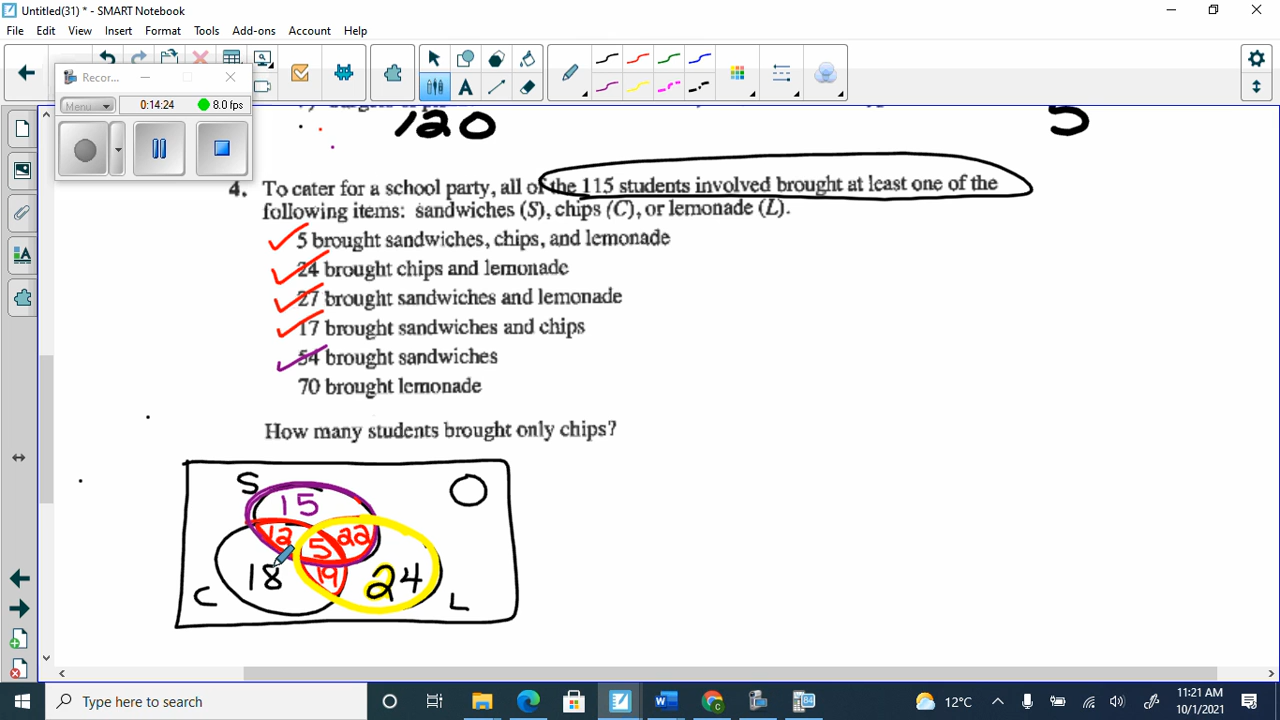 Untitled(31) * - SMART Notebook
File Edit View Insert Format Tools Add-ons Account Help
Recor...
Menu 0:14:24 8.0 fps
120
5
4. To cater for a school party, all of the 115 students involved brought at least one of the
following items: sandwiches (S), chips (C), or lemonade (L).
5 brought sandwiches, chips, and lemonade
24 brought chips and lemonade
27 brought sandwiches and lemonade
17 brought sandwiches and chips
54 brought sandwiches
70 brought lemonade
How many students brought only chips?
S
15
12 22
5
18 19 24
C L
Type here to search
12°C
11:21 AM
10/1/2021